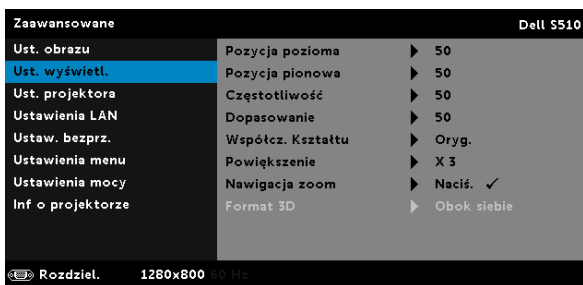 Zaawansowane Dell S510
Ust. obrazu
Ust. wyświetl.
Ust. projektora
Ustawienia LAN
Ustaw. bezprz.
Ustawienia menu
Ustawienia mocy
Inf o projektorze
Pozycja pozioma 50
Pozycja pionowa 50
Częstotliwość 50
Dopasowanie 50
Współcz. Kształtu Oryg.
Powiększenie X 3
Nawigacja zoom Naciś. ✓
Format 3D Obok siebie
Rozdziel. 1280x800 60 Hz